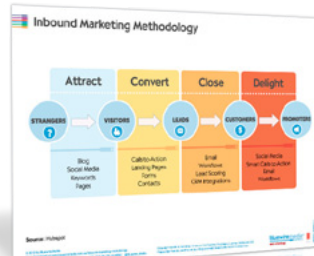 Inbound Marketing Methodology
Attract
Convert
Close
Delight
STRANGERS
VISITORS
LEADS
CUSTOMERS
PROMOTERS
Blog
Social Media
Keywords
Pages
Calls-to-Action
Landing Pages
Forms
Contacts
Email
Workflows
Lead Scoring
CRM Integrations
Social Media
Smart Calls-to-Action
Email
Workflows
Source: Hubspot